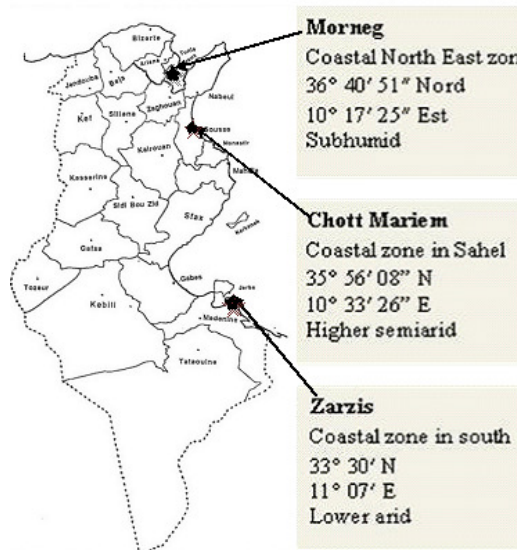 Bizerte
Ariana
Tunis
Jendouba
Beja
Nabeul
Zaghouan
Kef
Siliana
Sousse
Monastir
Kairouan
Mahdia
Kasserine
Sidi Bou Zid
Sfax
Kerkenah
Gafsa
Gabes
Tozeur
Kebili
Jerba
Medenine
Tataouine
Morneg
Coastal North East zon
36° 40′ 51″ Nord
10° 17′ 25″ Est
Subhumid
Chott Mariem
Coastal zone in Sahel
35° 56′ 08” N
10° 33′ 26” E
Higher semiarid
Zarzis
Coastal zone in south
33° 30′ N
11° 07′ E
Lower arid